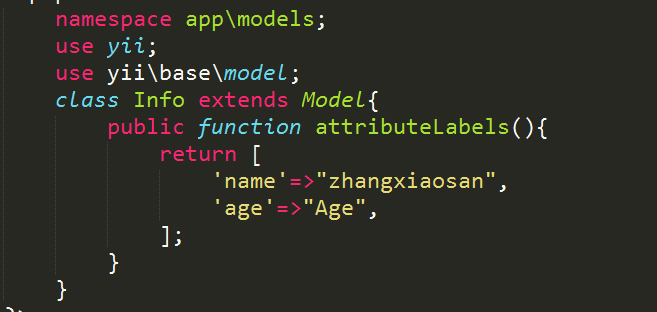 namespace app\models;
use yii;
use yii\base\model;
class Info extends Model{
public function attributeLabels(){
return [
'name'=>"zhangxiaosan",
'age'=>"Age",
];
}
}